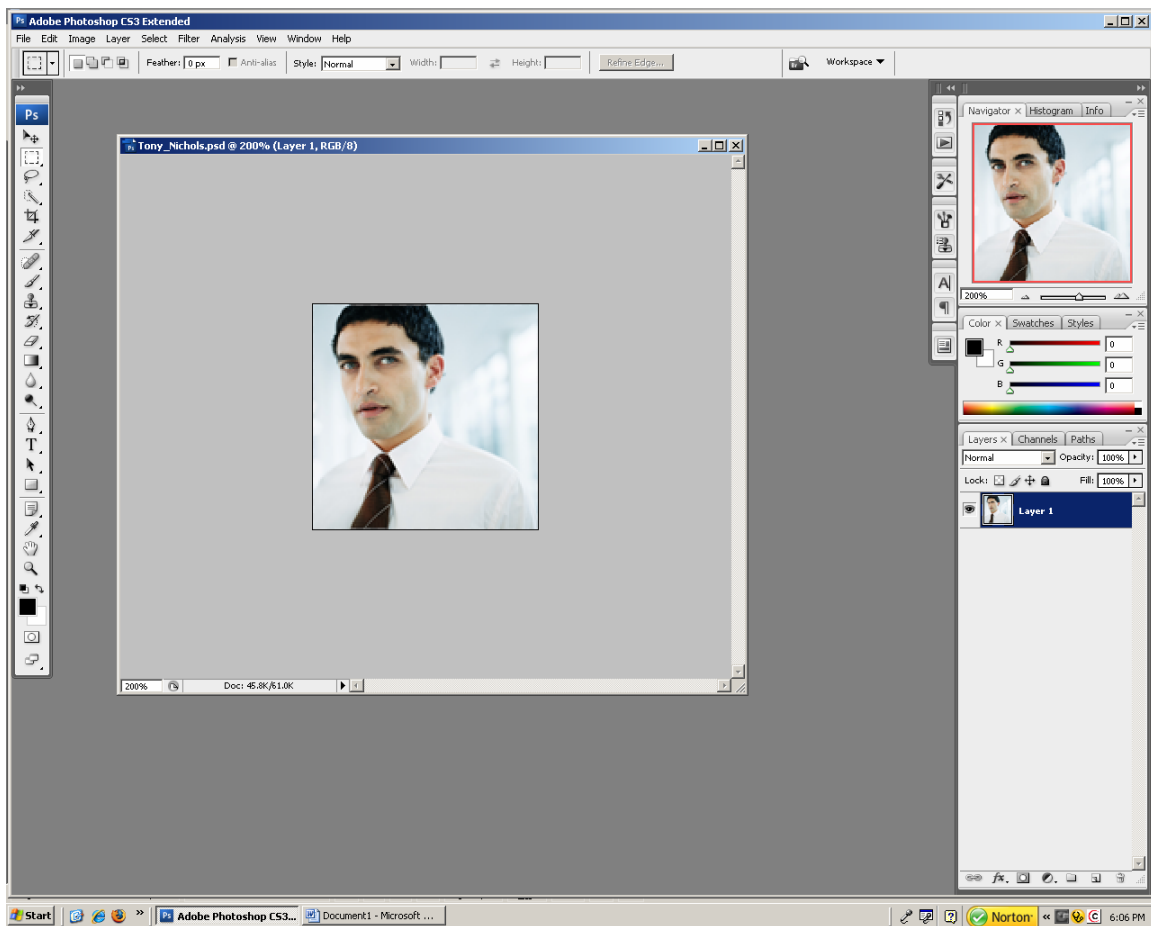 Ps Adobe Photoshop CS3 Extended
File Edit Image Layer Select Filter Analysis View Window Help
Feather: 0 px Anti-alias Style: Normal Width: Height: Refine Edge... Workspace
Ps
Tony_Nichols.psd @ 200% (Layer 1, RGB/8)
200% Doc: 45.8K/61.0K
Navigator × Histogram Info
200%
Color × Swatches Styles
R 0
G 0
B 0
Layers × Channels Paths
Normal Opacity: 100%
Lock: Fill: 100%
Layer 1
Start » Ps Adobe Photoshop CS3... Document1 - Microsoft ... Norton « 6:06 PM